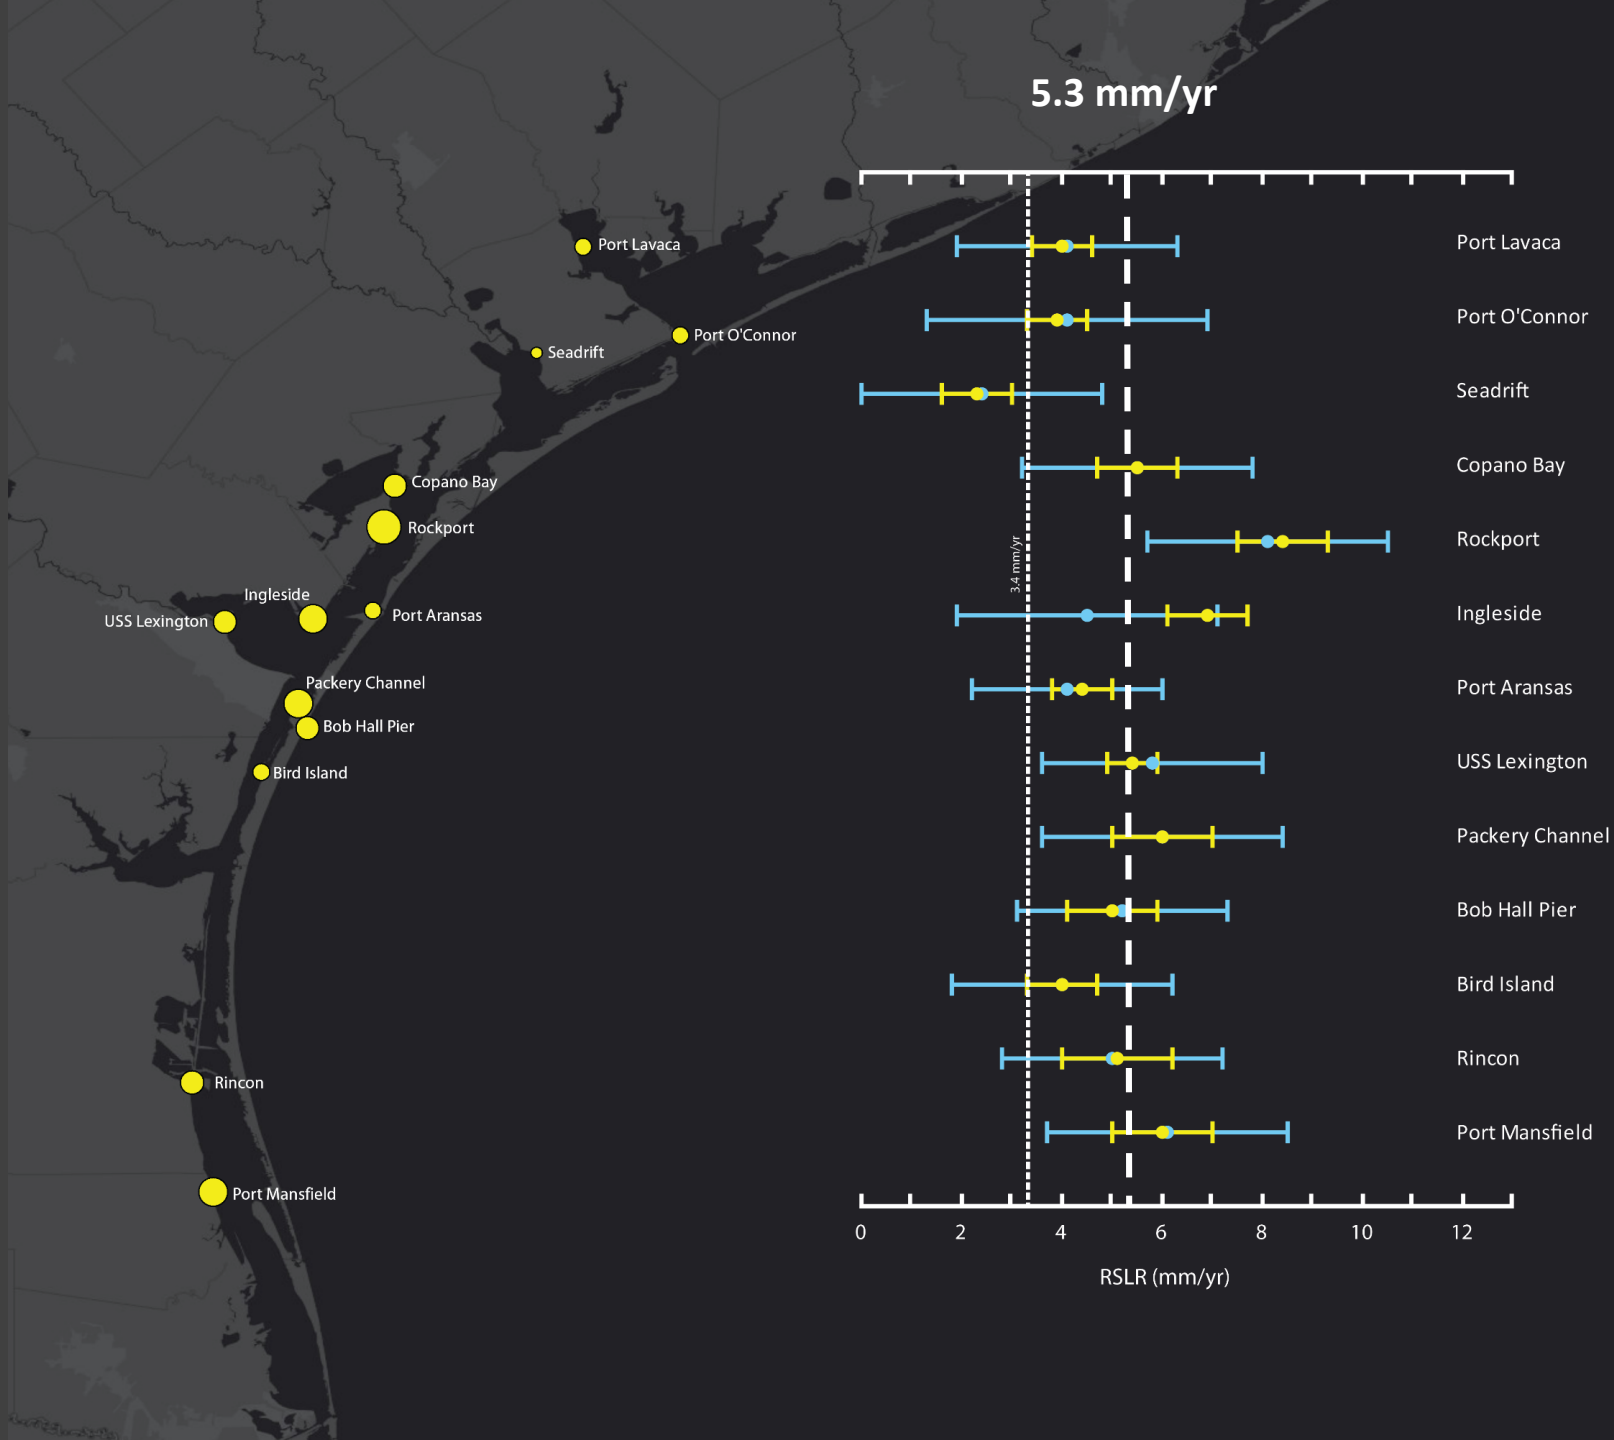 5.3 mm/yr
Port Lavaca
Port O'Connor
Seadrift
Copano Bay
Rockport
Ingleside
USS Lexington
Port Aransas
Packery Channel
Bob Hall Pier
Bird Island
Rincon
Port Mansfield
3.4 mm/yr
Port Lavaca
Port O'Connor
Seadrift
Copano Bay
Rockport
Ingleside
Port Aransas
USS Lexington
Packery Channel
Bob Hall Pier
Bird Island
Rincon
Port Mansfield
0 2 4 6 8 10 12
RSLR (mm/yr)